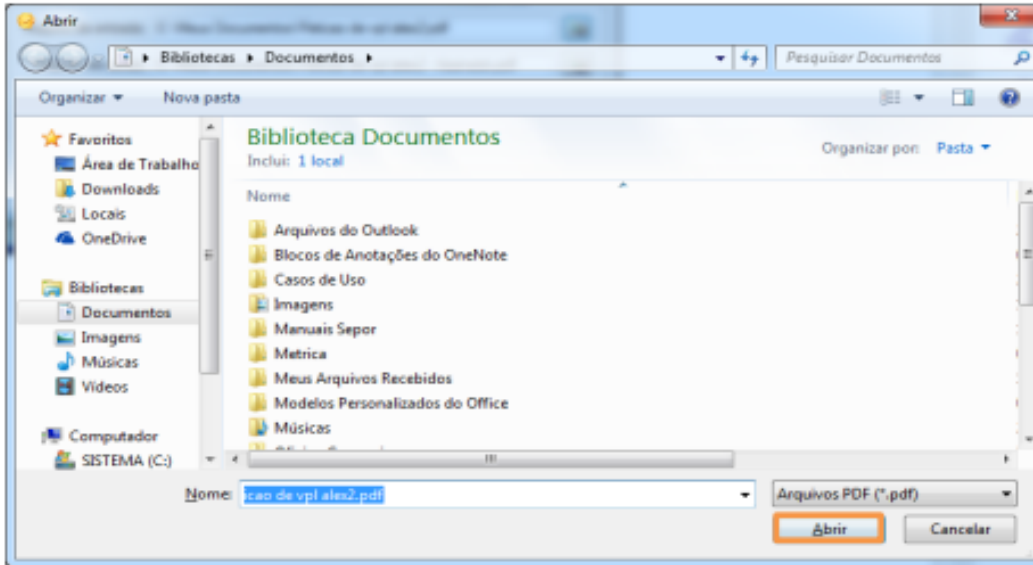 Abrir
Bibliotecas Documentos
Pesquisar Documentos
Organizar Nova pasta
Favoritos
Área de Trabalho
Downloads
Locais
OneDrive
Bibliotecas
Documentos
Imagens
Músicas
Vídeos
Computador
SISTEMA (C:)
Biblioteca Documentos
Inclui: 1 local
Organizar por: Pasta
Nome
Arquivos do Outlook
Blocos de Anotações do OneNote
Casos de Uso
Imagens
Manuais Sepor
Metrica
Meus Arquivos Recebidos
Modelos Personalizados do Office
Músicas
Nome: de vpl alex2.pdf
Arquivos PDF (*.pdf)
Abrir Cancelar